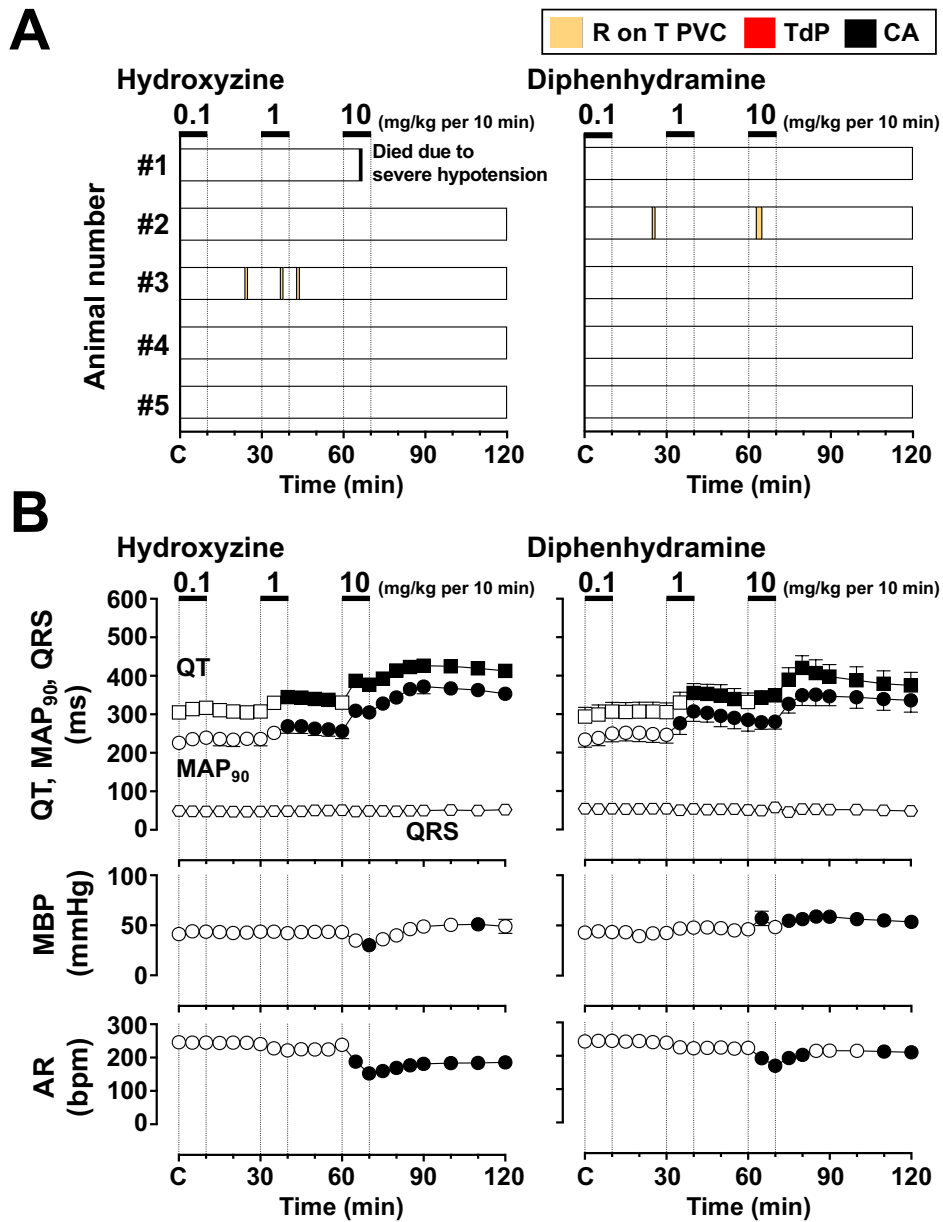 A
R on T PVC TdP CA
Hydroxyzine Diphenhydramine
0.1 1 10 (mg/kg per 10 min) 0.1 1 10 (mg/kg per 10 min)
Animal number
#1
Died due to
severe hypotension
#2
#3
#4
#5
C 30 60 90 120 C 30 60 90 120
Time (min) Time (min)
B
Hydroxyzine Diphenhydramine
0.1 1 10 (mg/kg per 10 min) 0.1 1 10 (mg/kg per 10 min)
QT, MAP90, QRS
(ms)
600
500
400
300
200
100
0
QT
MAP90
QRS
MBP
(mmHg)
100
50
0
AR
(bpm)
300
200
100
0
C 30 60 90 120 C 30 60 90 120
Time (min) Time (min)